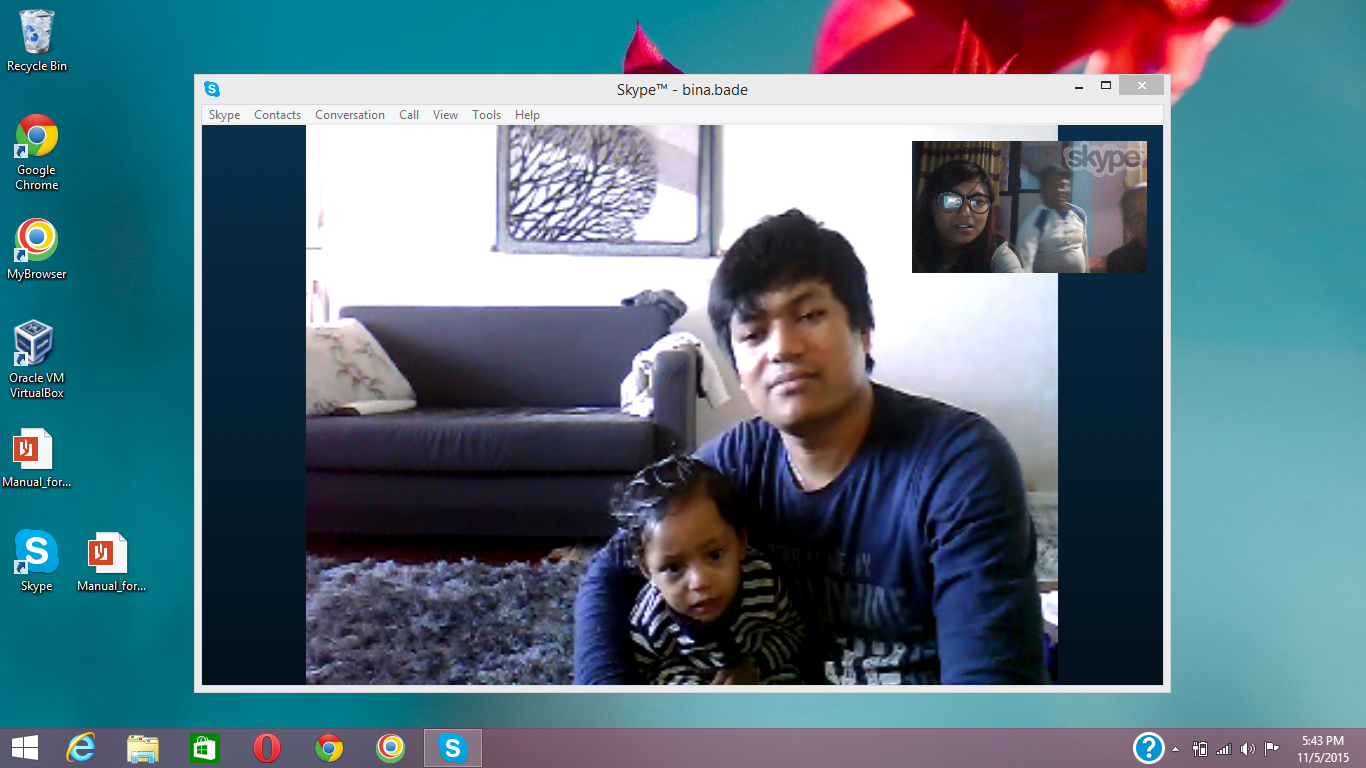 Recycle Bin
Google
Chrome
MyBrowser
Oracle VM
VirtualBox
Manual_for...
Skype
Manual_for...
Skype™ - bina.bade
Skype Contacts Conversation Call View Tools Help
skype
5:43 PM
11/5/2015